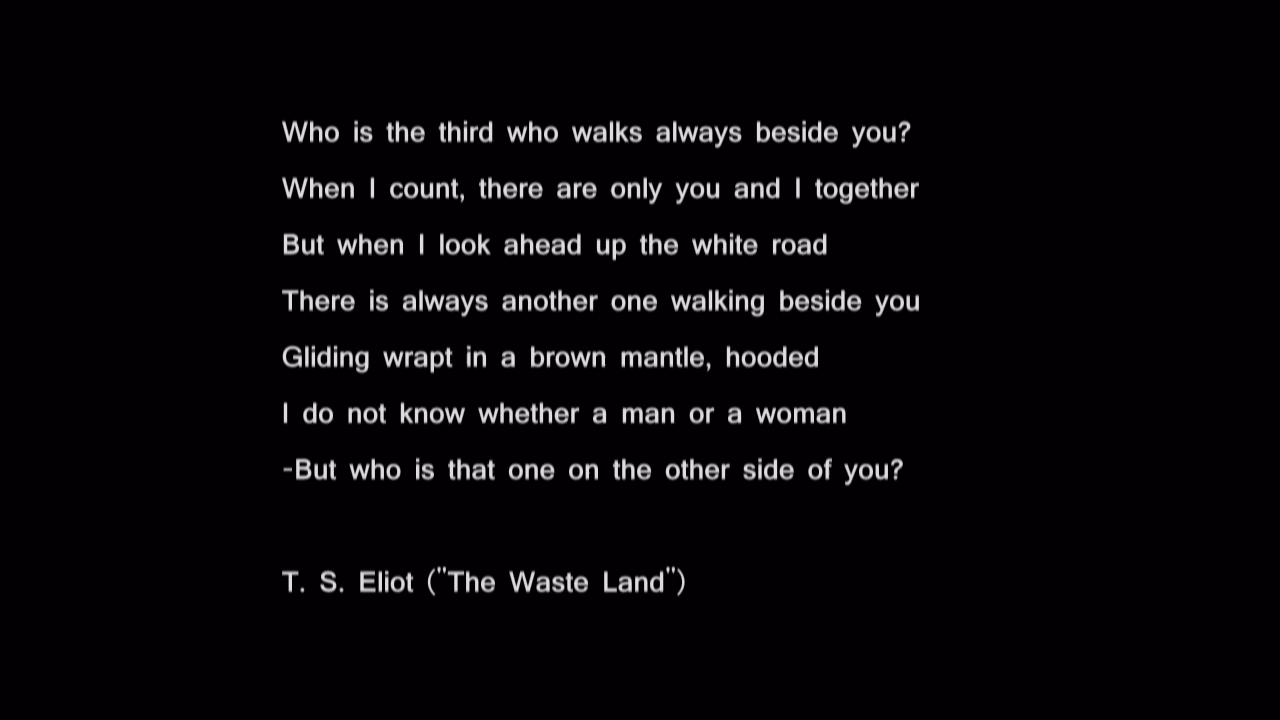 Who is the third who walks always beside you?
When I count, there are only you and I together
But when I look ahead up the white road
There is always another one walking beside you
Gliding wrapt in a brown mantle, hooded
I do not know whether a man or a woman
-But who is that one on the other side of you?
T. S. Eliot ("The Waste Land")